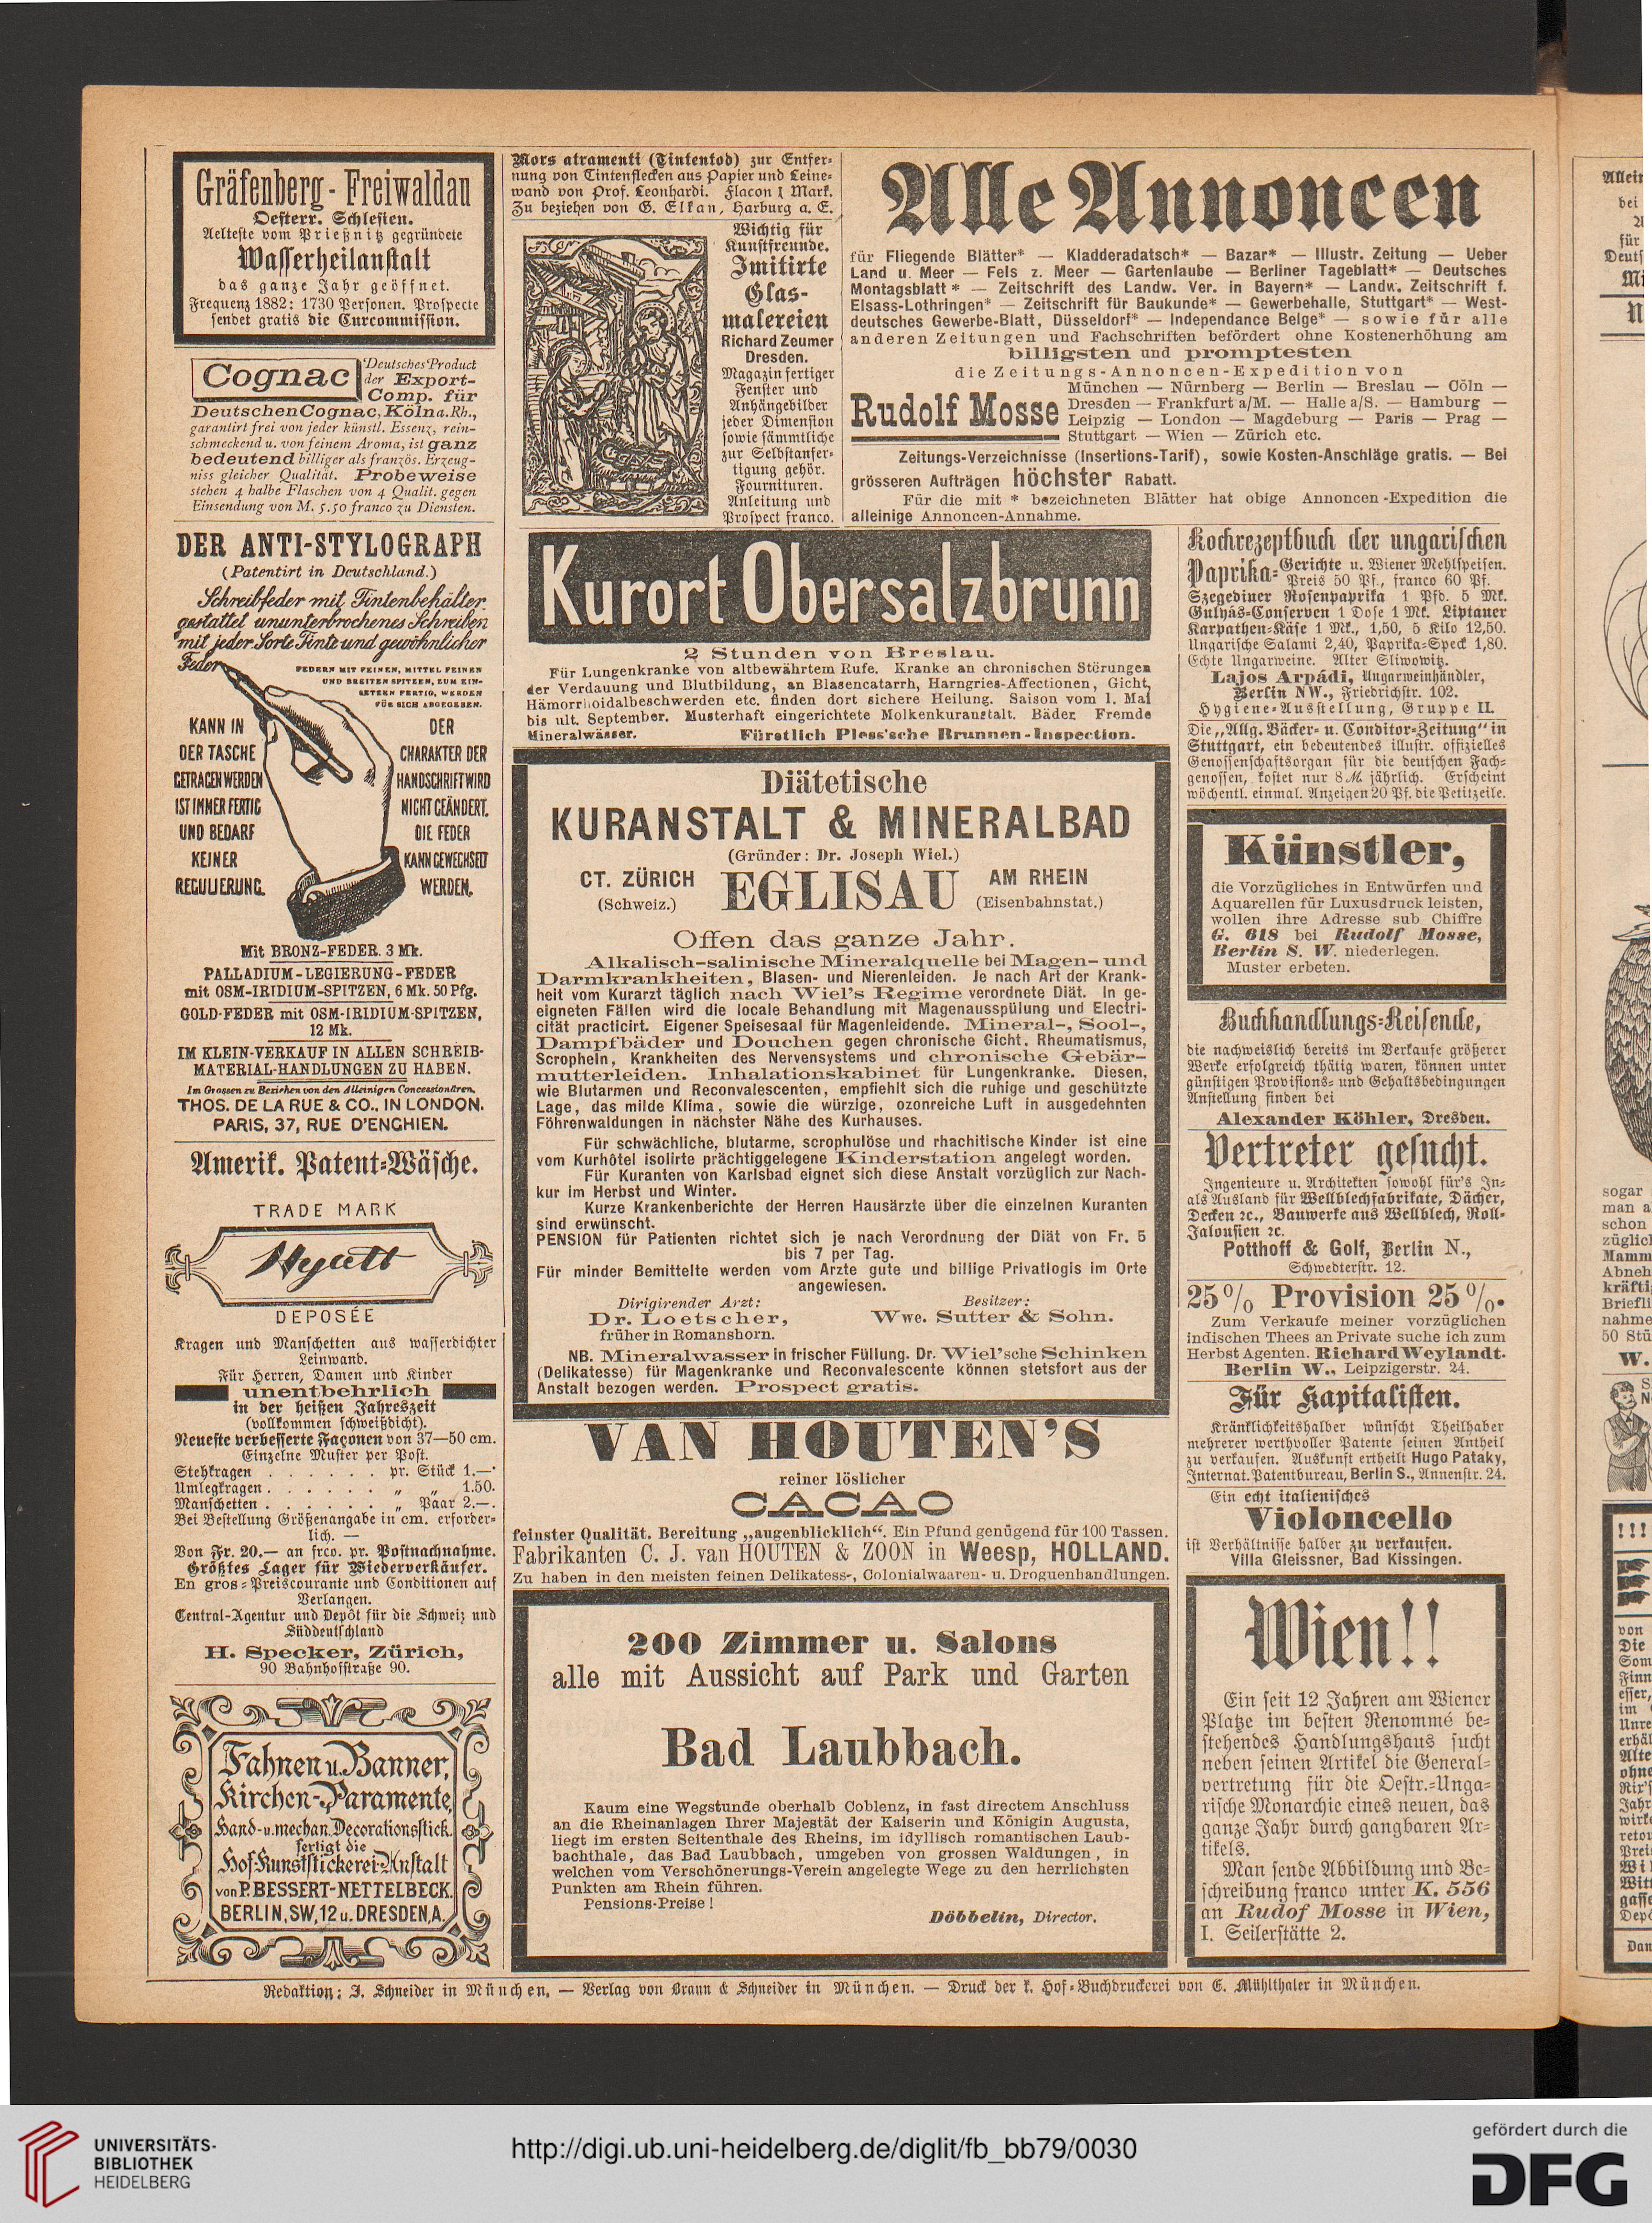 Gräfenberg-Freiwaldau
Oesterr. Schlesien.
Aelteste vom Prießnitz gegründete
Wasserheilanstalt
das ganze Jahr geöffnet.
Frequenz 1882: 1730 Personen. Prospecte
sendet gratis die Curcommission.
Cognac
Deutsches Product
der Export-
Comp. für
Deutschen Cognac, Köln a. Rh.,
garantirt frei von jeder künstl. Essenz, rein-
schmeckend u. von feinem Aroma, ist ganz
bedeutend billiger als französ. Erzeug-
niss gleicher Qualität. Probeweise
stehen 4 halbe Flaschen von 4 Qualit. gegen
Einsendung von M. 5.50 franco zu Diensten.
DER ANTI-STYLOGRAPH
(Patentirt in Deutschland.)
Schreibfeder mit Tintenbehälter
gestattet ununterbrochenes Schreiben
mit jeder Sorte Tinte und gewöhnlicher
Feder
FEDERN MIT FEINEN, MITTEL FEINEN
UND BREITEN SPITZEN, ZUM EIN-
SETZEN FERTIG, WERDEN
FÜR SICH ABGEGEBEN.
KANN IN
DER TASCHE
GETRAGEN WERDEN
IST IMMER FERTIG
UND BEDARF
KEINER
REGULIERUNG.
DER
CHARAKTER DER
HANDSCHRIFT WIRD
NICHT GEÄNDERT.
DIE FEDER
KANN GEWECHSELT
WERDEN.
Mit BRONZ-FEDER. 3 Mk.
PALLADIUM-LEGIERUNG-FEDER
mit OSM-IRIDIUM-SPITZEN, 6 Mk. 50 Pfg.
GOLD-FEDER mit OSM-IRIDIUM-SPITZEN,
12 Mk.
IM KLEIN-VERKAUF IN ALLEN SCHREIB-
MATERIAL-HANDLUNGEN ZU HABEN.
Im Grossen zu Beziehen von den Alleinigen Concessionären.
THOS. DE LA RUE & CO., IN LONDON.
PARIS, 37, RUE D'ENGHIEN.
Amerik. Patent-Wäsche.
TRADE MARK
Hyatt
DEPOSÉE
Kragen und Manschetten aus wasserdichter
Leinwand.
Für Herren, Damen und Kinder
unentbehrlich
in der heißen Jahreszeit
(vollkommen schweißdicht).
Neueste verbesserte Façonen von 37—50 cm.
Einzelne Muster per Post.
Stehkragen . . . . . . pr. Stück 1.—
Umlegkragen . . . . . . „ „ 1.50.
Manschetten . . . . . . „ Paar 2.—.
Bei Bestellung Größenangabe in cm. erforder-
lich. —
Von Fr. 20.— an frco. pr. Postnachnahme.
Größtes Lager für Wiederverkäufer.
En gros-Preiscourante und Conditionen auf
Verlangen.
Central-Agentur und Depôt für die Schweiz und
Süddeutschland
H. Specker, Zürich,
90 Bahnhofstraße 90.
Fahnen u. Banner,
Kirchen-Paramente,
Hand- u. mechan. Decorationsstick.
fertigt die
Hof-Kunststickerei-Anstalt
von P. BESSERT-NETTELBECK.
BERLIN, SW, 12 u. DRESDEN, A.
Mors atramenti (Tintentod) zur Entfer-
nung von Tintenflecken aus Papier und Leine-
wand von Prof. Leonhardi. Flacon 1 Mark.
Zu beziehen von G. Elkan, Harburg a. E.
Wichtig für
Kunstfreunde.
Imitirte
Glas-
malereien
Richard Zeumer
Dresden.
Magazin fertiger
Fenster und
Anhängebilder
jeder Dimension
sowie sämmtliche
zur Selbstanfer-
tigung gehör.
Fournituren.
Anleitung und
Prospect franco.
Alle Annoncen
für Fliegende Blätter* — Kladderadatsch* — Bazar* — Illustr. Zeitung — Ueber
Land u. Meer — Fels z. Meer — Gartenlaube — Berliner Tageblatt* — Deutsches
Montagsblatt* — Zeitschrift des Landw. Ver. in Bayern* — Landw. Zeitschrift f.
Elsass-Lothringen* — Zeitschrift für Baukunde* — Gewerbehalle, Stuttgart* — West-
deutsches Gewerbe-Blatt, Düsseldorf* — Independance Belge* — sowie für alle
anderen Zeitungen und Fachschriften befördert ohne Kostenerhöhung am
billigsten und promptesten
die Zeitungs-Annoncen-Expedition von
Rudolf Mosse
München — Nürnberg — Berlin — Breslau — Cöln —
Dresden — Frankfurt a/M. — Halle a/S. — Hamburg —
Leipzig — London — Magdeburg — Paris — Prag —
Stuttgart — Wien — Zürich etc.
Zeitungs-Verzeichnisse (Insertions-Tarif), sowie Kosten-Anschläge gratis. — Bei
grösseren Aufträgen höchster Rabatt.
Für die mit * bezeichneten Blätter hat obige Annoncen-Expedition die
alleinige Annoncen-Annahme.
Kurort Obersalzbrunn
2 Stunden von Breslau.
Für Lungenkranke von altbewährtem Rufe. Kranke an chronischen Störungen
der Verdauung und Blutbildung, an Blasencatarrh, Harngries-Affectionen, Gicht,
Hämorrhoidalbeschwerden etc. finden dort sichere Heilung. Saison vom 1. Mai
bis ult. September. Musterhaft eingerichtete Molkenkuranstalt. Bäder. Fremde
Mineralwässer. Fürstlich Pless'sche Brunnen-Inspection.
Diätetische
KURANSTALT & MINERALBAD
(Gründer: Dr. Joseph Wiel.)
CT. ZÜRICH EGLISAU AM RHEIN
(Schweiz.) (Eisenbahnstat.)
Offen das ganze Jahr.
Alkalisch-salinische Mineralquelle bei Magen- und
Darmkrankheiten, Blasen- und Nierenleiden. Je nach Art der Krank-
heit vom Kurarzt täglich nach Wiel's Regime verordnete Diät. In ge-
eigneten Fällen wird die locale Behandlung mit Magenausspülung und Electri-
cität practicirt. Eigener Speisesaal für Magenleidende. Mineral-, Sool-,
Dampfbäder und Douchen gegen chronische Gicht, Rheumatismus,
Scropheln, Krankheiten des Nervensystems und chronische Gebär-
mutterleiden. Inhalationskabinet für Lungenkranke. Diesen,
wie Blutarmen und Reconvalescenten, empfiehlt sich die ruhige und geschützte
Lage, das milde Klima, sowie die würzige, ozonreiche Luft in ausgedehnten
Föhrenwaldungen in nächster Nähe des Kurhauses.
Für schwächliche, blutarme, scrophulöse und rhachitische Kinder ist eine
vom Kurhôtel isolirte prächtiggelegene Kinderstation angelegt worden.
Für Kuranten von Karlsbad eignet sich diese Anstalt vorzüglich zur Nach-
kur im Herbst und Winter.
Kurze Krankenberichte der Herren Hausärzte über die einzelnen Kuranten
sind erwünscht.
PENSION für Patienten richtet sich je nach Verordnung der Diät von Fr. 5
bis 7 per Tag.
Für minder Bemittelte werden vom Arzte gute und billige Privatlogis im Orte
angewiesen.
Dirigirender Arzt: Besitzer:
Dr. Loetscher, Wwe. Sutter & Sohn.
früher in Romanshorn.
NB. Mineralwasser in frischer Füllung. Dr. Wiel'sche Schinken
(Delikatesse) für Magenkranke und Reconvalescente können stetsfort aus der
Anstalt bezogen werden. Prospect gratis.
VAN HOUTEN'S
reiner löslicher
CACAO
feinster Qualität. Bereitung „augenblicklich“. Ein Pfund genügend für 100 Tassen.
Fabrikanten C. J. van HOUTEN & ZOON in Weesp, HOLLAND.
Zu haben in den meisten feinen Delikatess-, Colonialwaaren- u. Droguenhandlungen.
200 Zimmer u. Salons
alle mit Aussicht auf Park und Garten
Bad Laubbach.
Kaum eine Wegstunde oberhalb Coblenz, in fast directem Anschluss
an die Rheinanlagen Ihrer Majestät der Kaiserin und Königin Augusta,
liegt im ersten Seitenthale des Rheins, im idyllisch romantischen Laub-
bachthale, das Bad Laubbach, umgeben von grossen Waldungen, in
welchen vom Verschönerungs-Verein angelegte Wege zu den herrlichsten
Punkten am Rhein führen.
Pensions-Preise!
Döbbelin, Director.
Kochrezeptbuch der ungarischen
Paprika-Gerichte u. Wiener Mehlspeisen.
Preis 50 Pf., franco 60 Pf.
Szegediner Rosenpaprika 1 Pfd. 5 Mk.
Gulyás-Conserven 1 Dose 1 Mk. Liptauer
Karpathen-Käse 1 Mk., 1,50, 5 Kilo 12,50.
Ungarische Salami 2,40, Paprika-Speck 1,80.
Echte Ungarweine. Alter Sliwowitz.
Lajos Arpádi, Ungarweinhändler,
Berlin NW., Friedrichstr. 102.
Hygiene-Ausstellung, Gruppe II.
Die „Allg. Bäcker- u. Conditor-Zeitung“ in
Stuttgart, ein bedeutendes illustr. offizielles
Genossenschaftsorgan für die deutschen Fach-
genossen, kostet nur 8 M. jährlich. Erscheint
wöchentl. einmal. Anzeigen 20 Pf. die Petitzeile.
Künstler,
die Vorzügliches in Entwürfen und
Aquarellen für Luxusdruck leisten,
wollen ihre Adresse sub Chiffre
G. 618 bei Rudolf Mosse,
Berlin S. W. niederlegen.
Muster erbeten.
Buchhandlungs-Reisende,
die nachweislich bereits im Verkaufe größerer
Werke erfolgreich thätig waren, können unter
günstigen Provisions- und Gehaltsbedingungen
Anstellung finden bei
Alexander Köhler, Dresden.
Vertreter gesucht.
Ingenieure u. Architekten sowohl für's In-
als Ausland für Wellblechfabrikate, Dächer,
Decken ꝛc., Bauwerke aus Wellblech, Roll-
Jalousien ꝛc.
Potthoff & Golf, Berlin N.,
Schwedterstr. 12.
25% Provision 25%.
Zum Verkaufe meiner vorzüglichen
indischen Thees an Private suche ich zum
Herbst Agenten. Richard Weylandt.
Berlin W., Leipzigerstr. 24.
Für Kapitalisten.
Kränklichkeitshalber wünscht Theilhaber
mehrerer werthvoller Patente seinen Antheil
zu verkaufen. Auskunft ertheilt Hugo Pataky,
Internat. Patentbureau, Berlin S., Annenstr. 24.
Ein echt italienisches
Violoncello
ist Verhältnisse halber zu verkaufen.
Villa Gleissner, Bad Kissingen.
Wien!!
Ein seit 12 Jahren am Wiener
Platze im besten Renommé be-
stehendes Handlungshaus sucht
neben seinen Artikel die General-
vertretung für die Oestr.-Unga-
rische Monarchie eines neuen, das
ganze Jahr durch gangbaren Ar-
tikels.
Man sende Abbildung und Be-
schreibung franco unter K. 556
an Rudof Mosse in Wien,
I. Seilerstätte 2.
Redaktion: J. Schneider in München. — Verlag von Braun & Schneider in München. — Druck der k. Hof-Buchdruckerei von E. Mühlthaler in München.
sogar
man a
schon
züglic
Mamm
Abneh
kräfti
Briefli
nahme
50 Stü
W.
!!!
von
Die
UNIVERSITÄTS-
BIBLIOTHEK
HEIDELBERG
http://digi.ub.uni-heidelberg.de/diglit/fb_bb79/0030
gefördert durch die
DFG